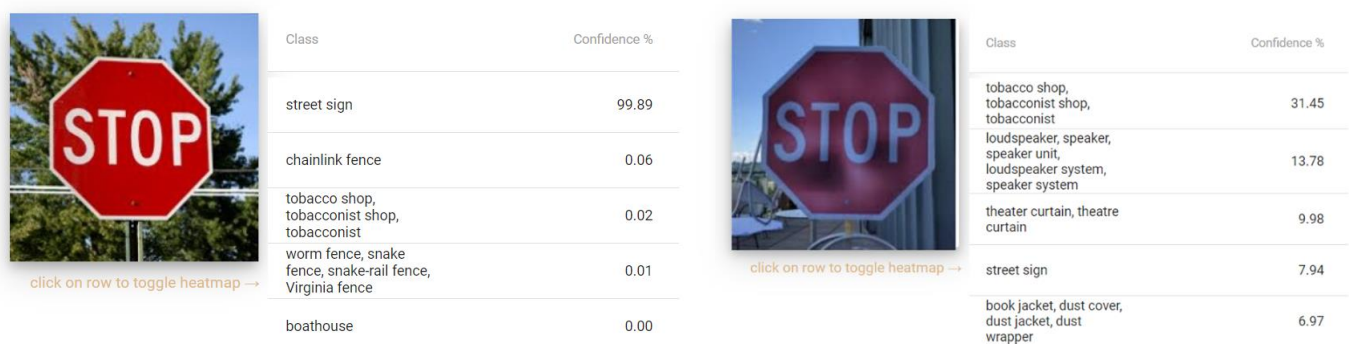 STOP
Class Confidence %
street sign 99.89
chainlink fence 0.06
tobacco shop,
tobacconist shop, 0.02
tobacconist
worm fence, snake
fence, snake-rail fence, 0.01
Virginia fence
boathouse 0.00
click on row to toggle heatmap →
STOP
Class Confidence %
tobacco shop,
tobacconist shop, 31.45
tobacconist
loudspeaker, speaker,
speaker unit, 13.78
loudspeaker system,
speaker system
theater curtain, theatre 9.98
curtain
street sign 7.94
book jacket, dust cover,
dust jacket, dust 6.97
wrapper
click on row to toggle heatmap →